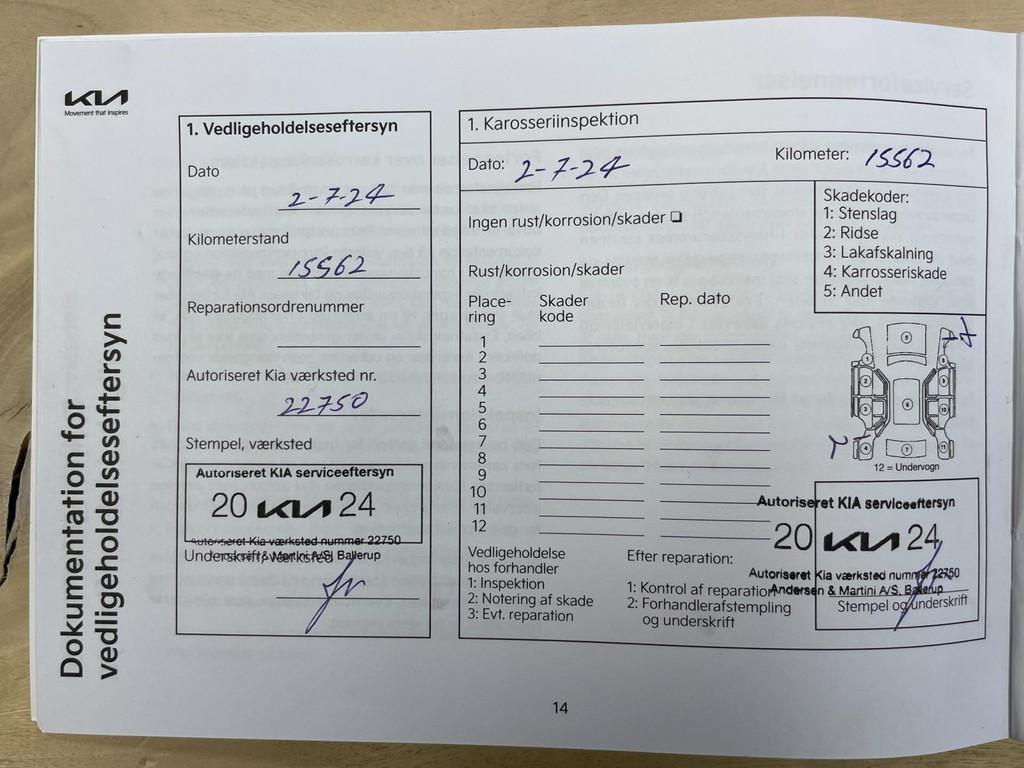 KIA
Movement that inspires
Dokumentation for
vedligeholdelseseftersyn
1. Vedligeholdelseseftersyn
Dato
2-7-24
Kilometerstand
15562
Reparationsordrenummer
Autoriseret Kia værksted nr.
22750
Stempel, værksted
Autoriseret KIA serviceeftersyn
20 KIA 24
Autoriseret Kia værksted nummer 22750
Andersen & Martini A/S, Ballerup
Underskrift, værksted
1. Karosseriinspektion
Dato: 2-7-24
Kilometer: 15562
Ingen rust/korrosion/skader ❏
Skadekoder:
1: Stenslag
2: Ridse
3: Lakafskalning
4: Karrosseriskade
5: Andet
Rust/korrosion/skader
Place-
ring
Skader
kode
Rep. dato
1
2
3
4
5
6
7
8
9
10
11
12
12 = Undervogn
Vedligeholdelse
hos forhandler
1: Inspektion
2: Notering af skade
3: Evt. reparation
Efter reparation:
1: Kontrol af reparation
2: Forhandlerafstempling
og underskrift
Autoriseret KIA serviceeftersyn
20 KIA 24
Autoriseret Kia værksted nummer 22750
Andersen & Martini A/S, Ballerup
Stempel og underskrift
14